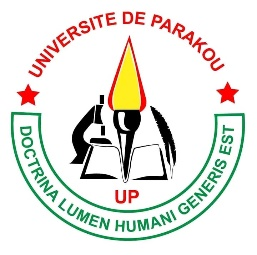 UNIVERSITE DE PARAKOU
UP
DOCTRINA LUMEN HUMANI GENERIS EST